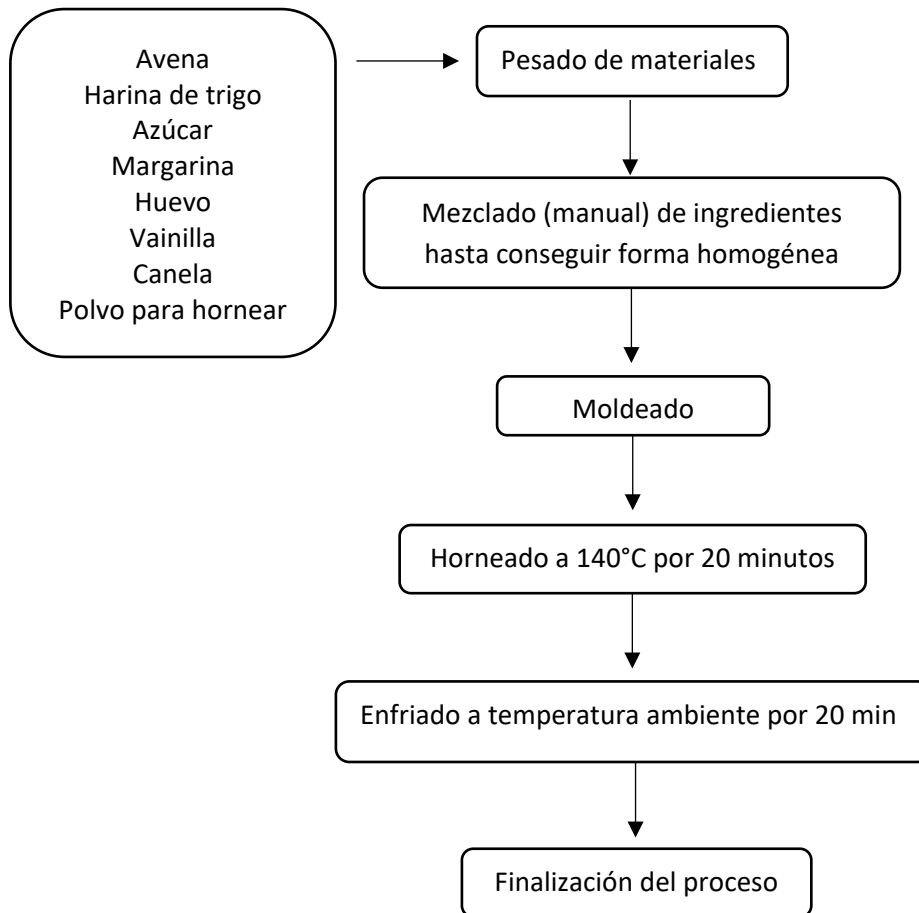 Avena
Harina de trigo
Azúcar
Margarina
Huevo
Vainilla
Canela
Polvo para hornear
Pesado de materiales
Mezclado (manual) de ingredientes
hasta conseguir forma homogénea
Moldeado
Horneado a 140°C por 20 minutos
Enfriado a temperatura ambiente por 20 min
Finalización del proceso